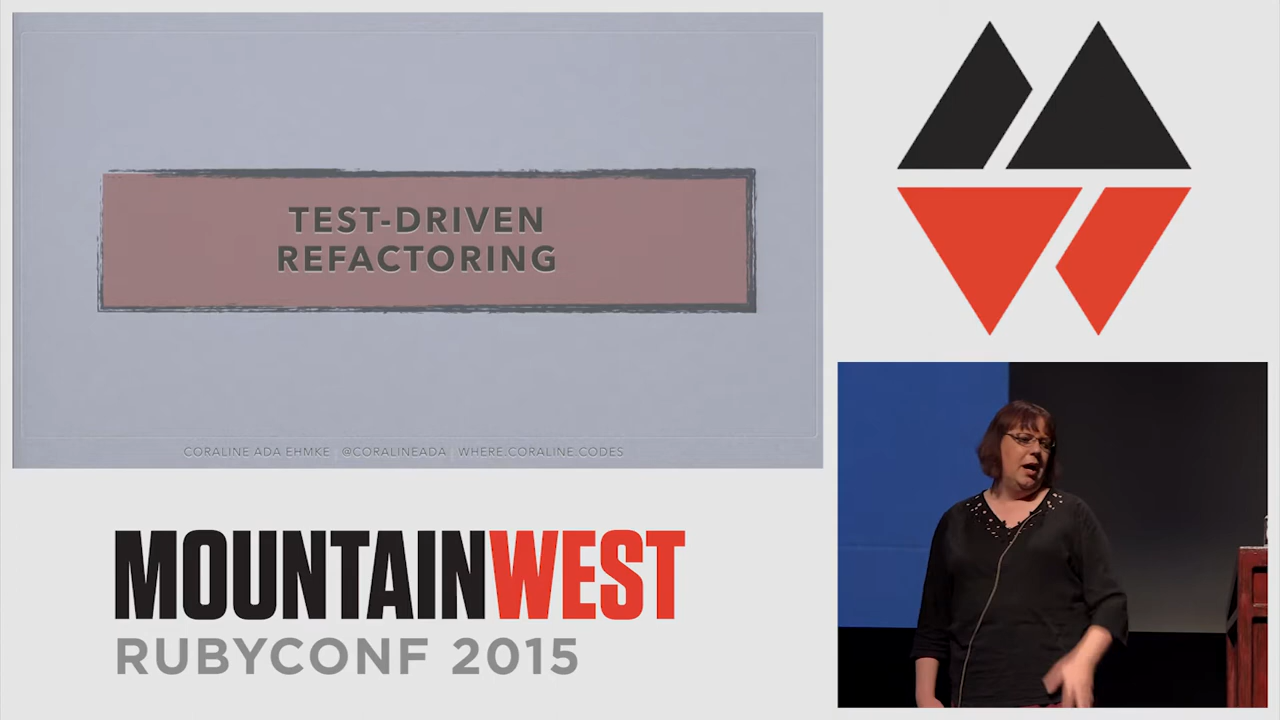 TEST-DRIVEN
REFACTORING
CORALINE ADA EHMKE | @CORALINEADA | WHERE.CORALINE.CODES
MOUNTAINWEST
RUBYCONF 2015